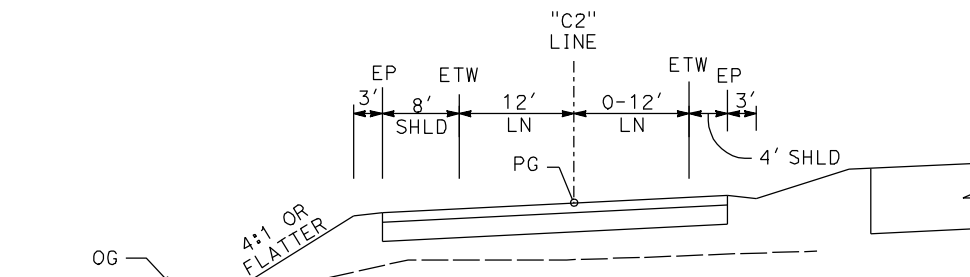 "C2"
LINE
EP
ETW
ETW
EP
3'
8'
SHLD
12'
LN
0-12'
LN
3'
4' SHLD
PG
4:1 OR
FLATTER
OG